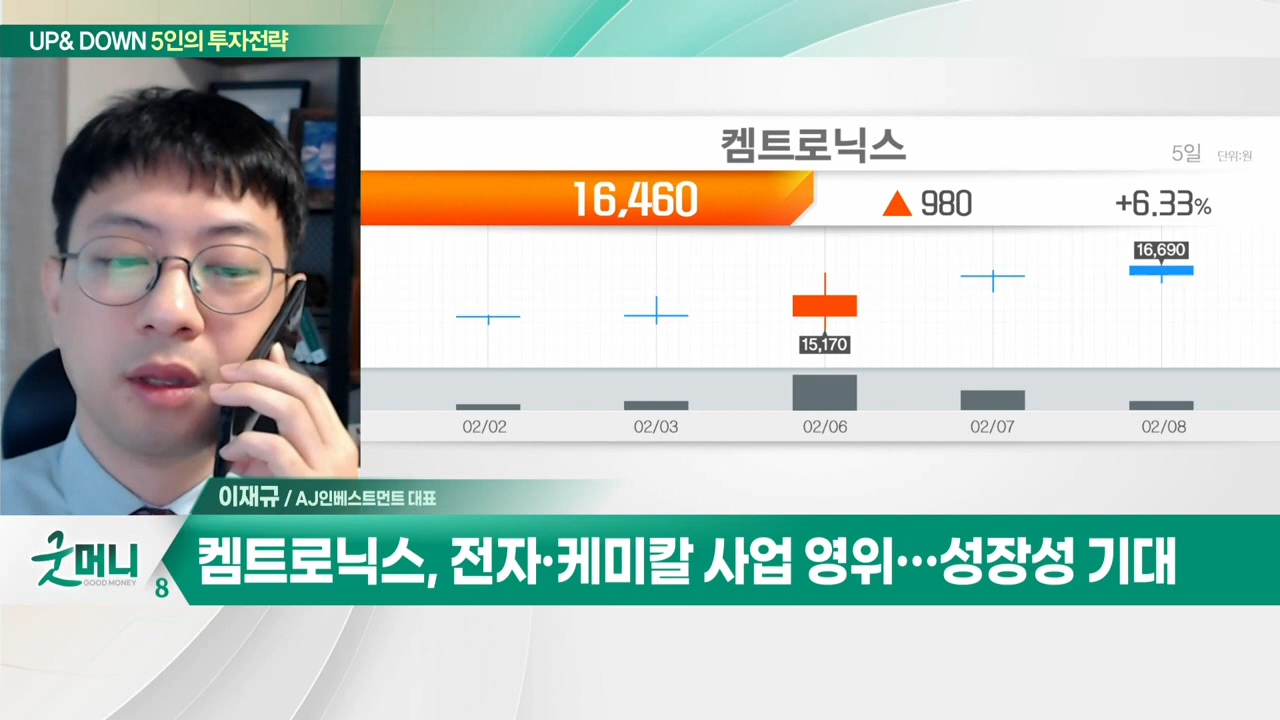 UP& DOWN 5인의 투자전략
켐트로닉스
5일 단위:원
16,460 ▲ 980 +6.33%
16,690
15,170
02/02 02/03 02/06 02/07 02/08
이재규 / AJ인베스트먼트 대표
굿머니
GOOD MONEY
8
켐트로닉스, 전자·케미칼 사업 영위…성장성 기대